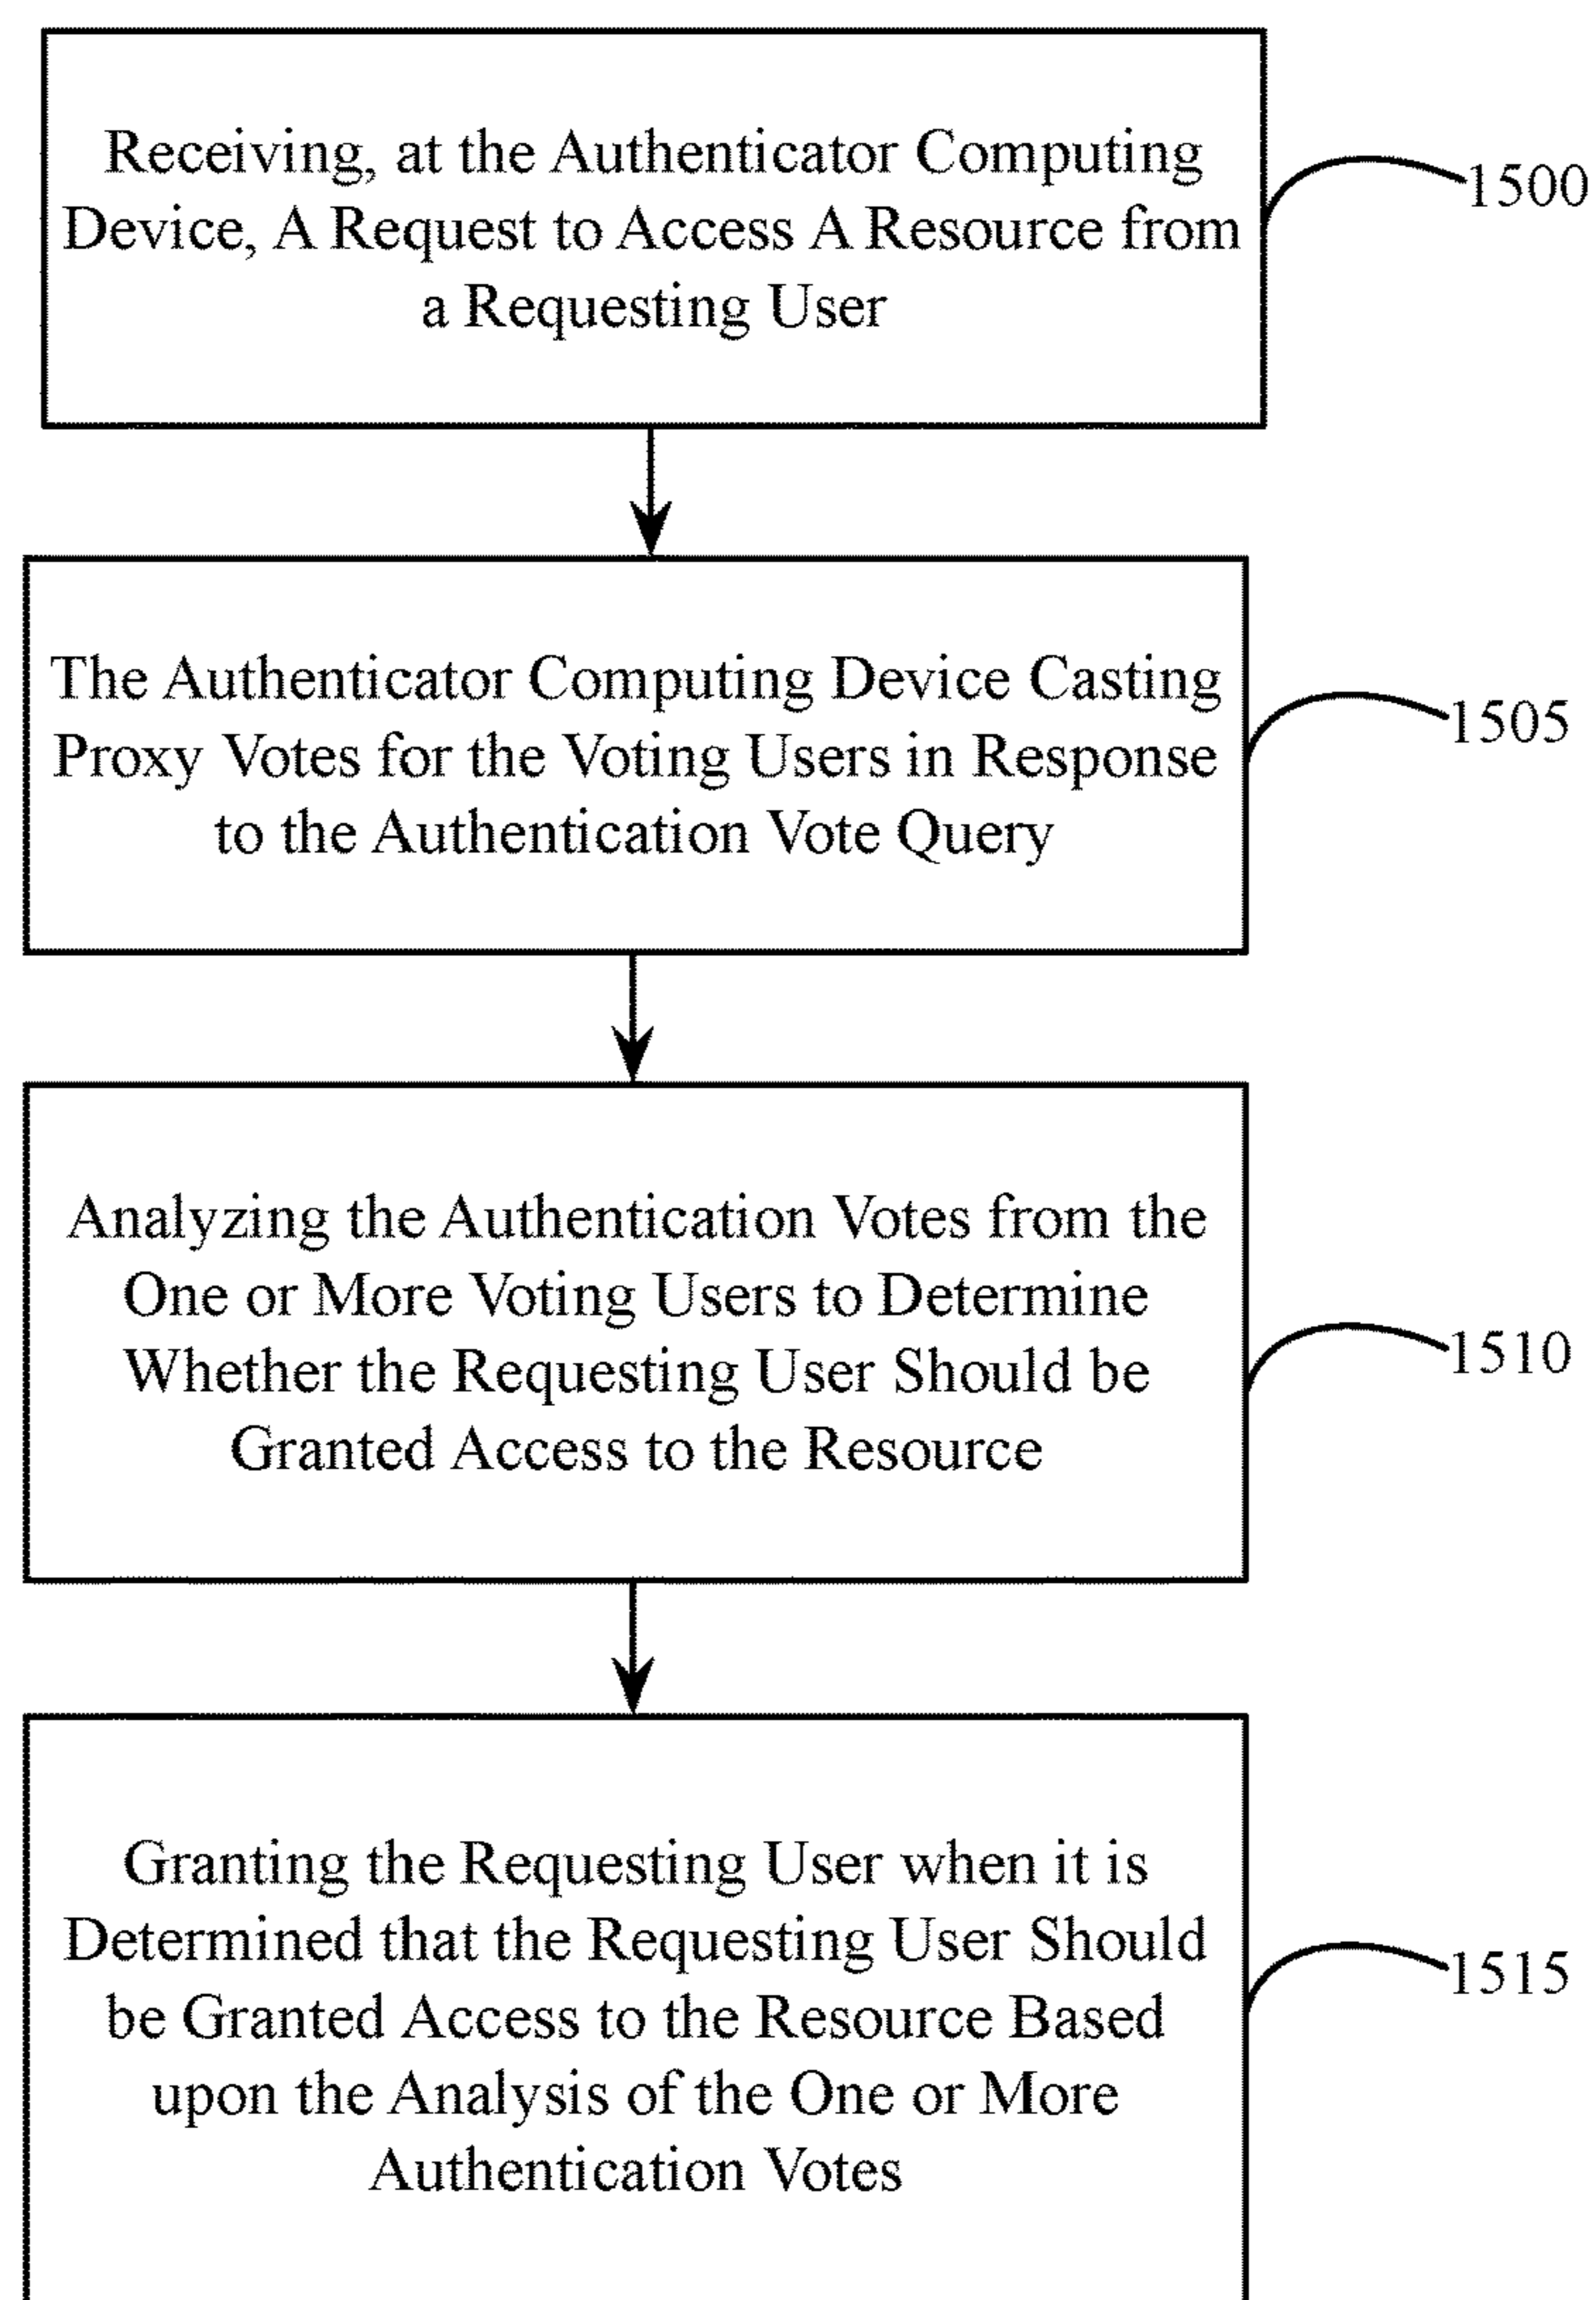 Receiving, at the Authenticator Computing
Device, A Request to Access A Resource from
a Requesting User
1500
The Authenticator Computing Device Casting
Proxy Votes for the Voting Users in Response
to the Authentication Vote Query
1505
Analyzing the Authentication Votes from the
One or More Voting Users to Determine
Whether the Requesting User Should be
Granted Access to the Resource
1510
Granting the Requesting User when it is
Determined that the Requesting User Should
be Granted Access to the Resource Based
upon the Analysis of the One or More
Authentication Votes
1515